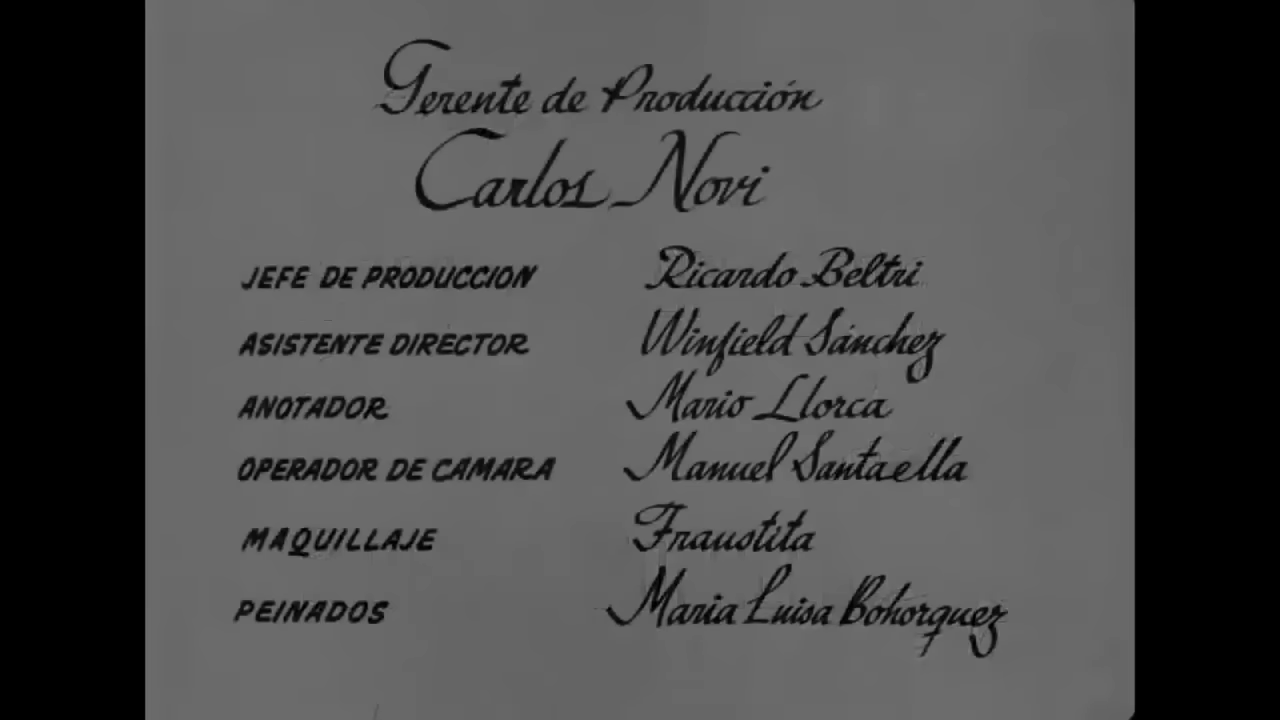 Gerente de Producción
Carlos Novi
JEFE DE PRODUCCION Ricardo Beltri
ASISTENTE DIRECTOR Winfield Sánchez
ANOTADOR Mario Llorca
OPERADOR DE CAMARA Manuel Santaella
MAQUILLAJE Fraustita
PEINADOS Maria Luisa Bohorquez